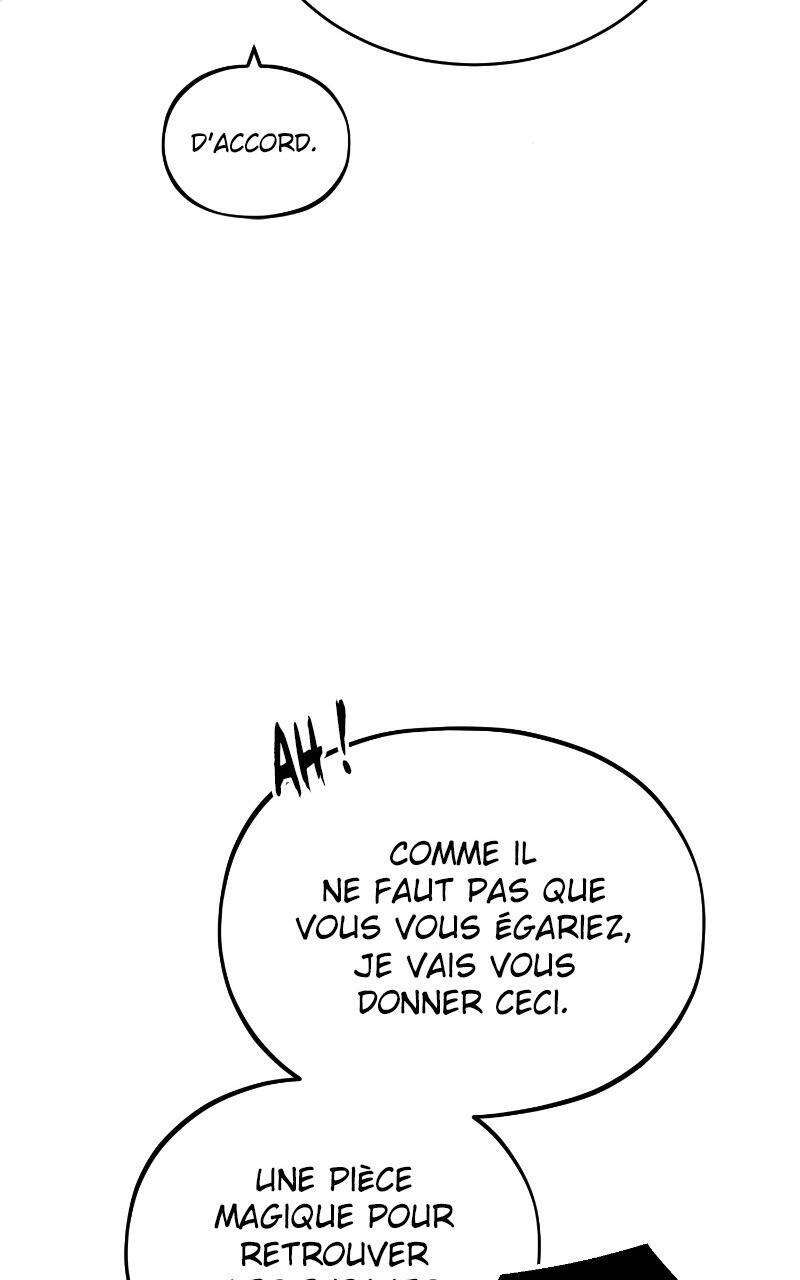 D'ACCORD.
AH !
COMME IL
NE FAUT PAS QUE
VOUS VOUS ÉGARIEZ,
JE VAIS VOUS
DONNER CECI.
UNE PIÈCE
MAGIQUE POUR
RETROUVER